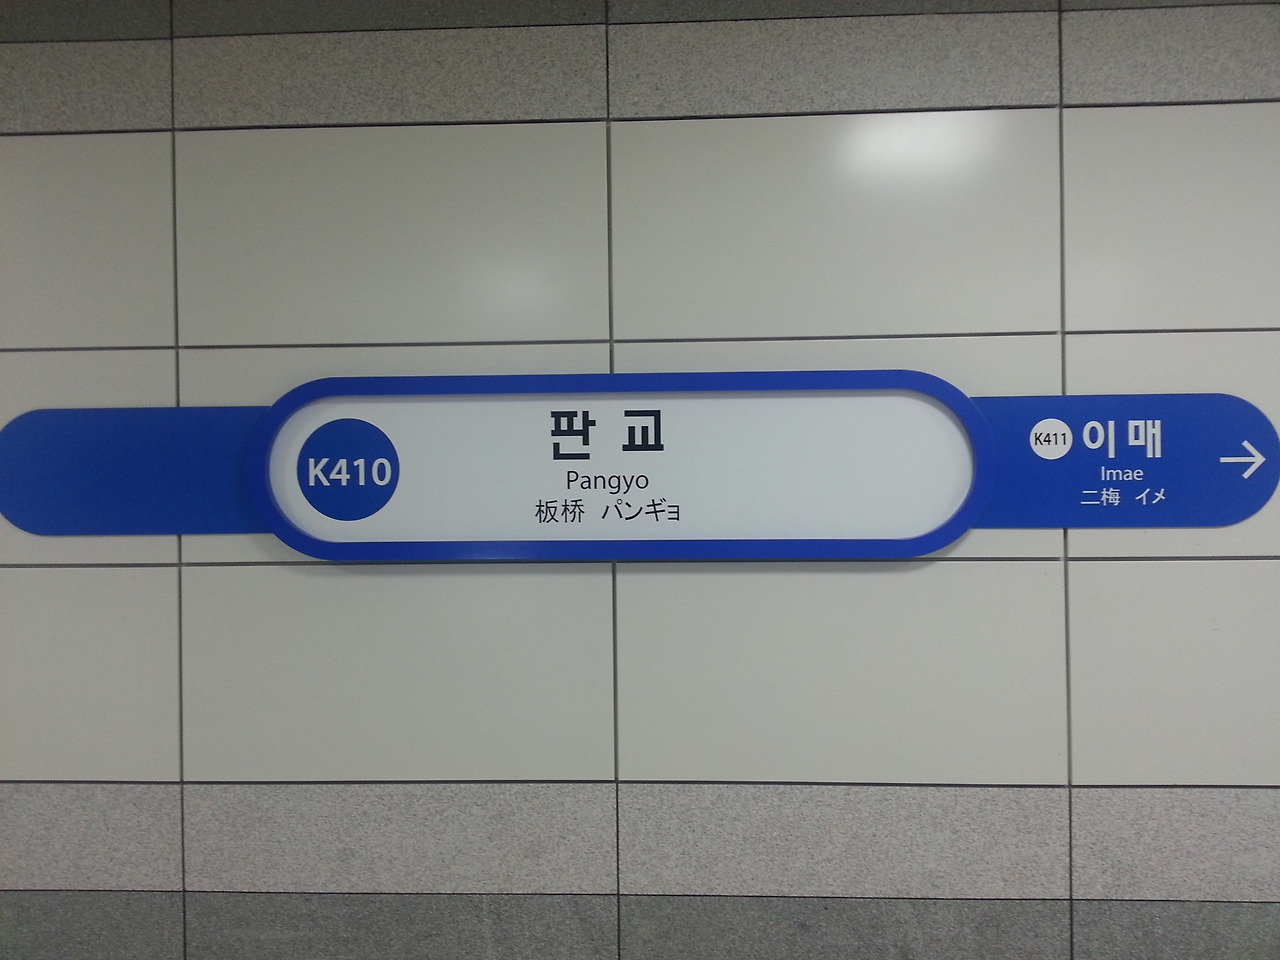 K410
판교
Pangyo
板桥 パンギョ
K411 이매
Imae
二梅 イメ